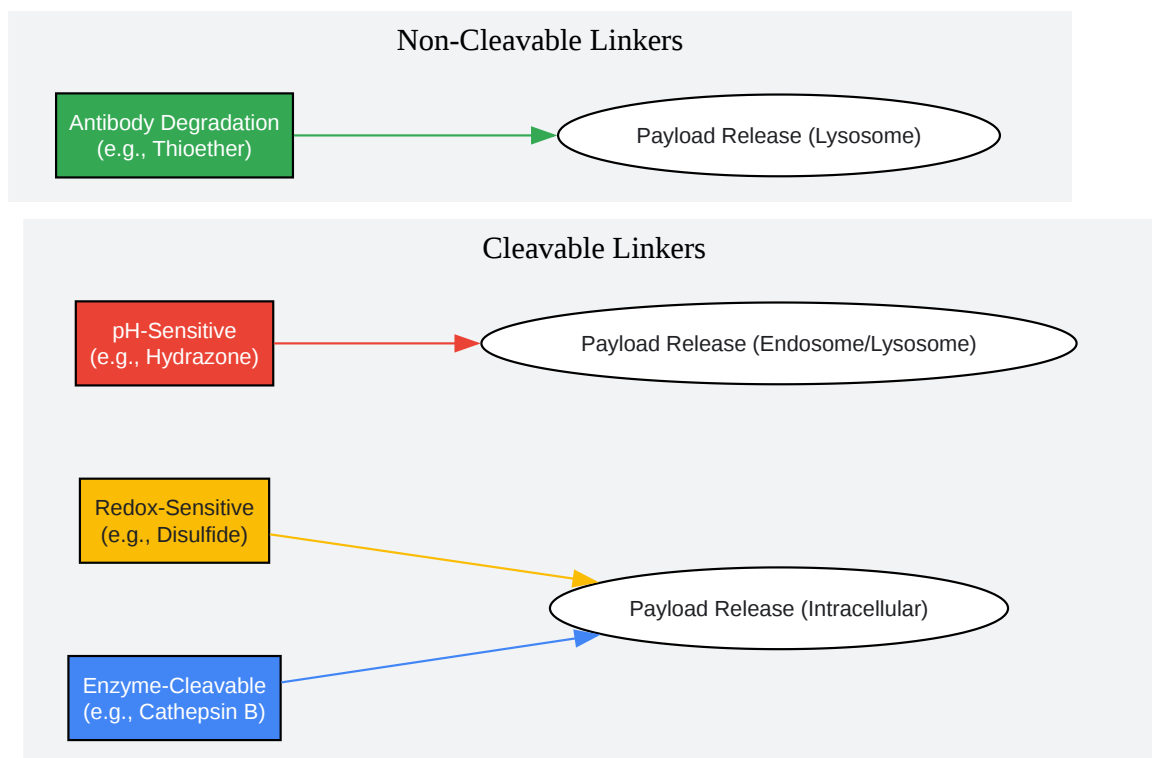 Non-Cleavable Linkers
Antibody Degradation
(e.g., Thioether)
Payload Release (Lysosome)
Cleavable Linkers
pH-Sensitive
(e.g., Hydrazone)
Payload Release (Endosome/Lysosome)
Redox-Sensitive
(e.g., Disulfide)
Payload Release (Intracellular)
Enzyme-Cleavable
(e.g., Cathepsin B)